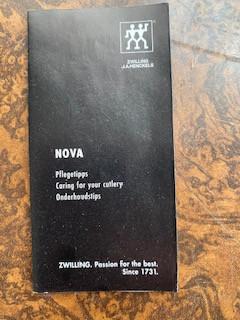 ZWILLING
J.A.HENCKELS
NOVA
Pflegetipps
Caring for your cutlery
Onderhoudstips
ZWILLING. Passion for the best.
Since 1731.